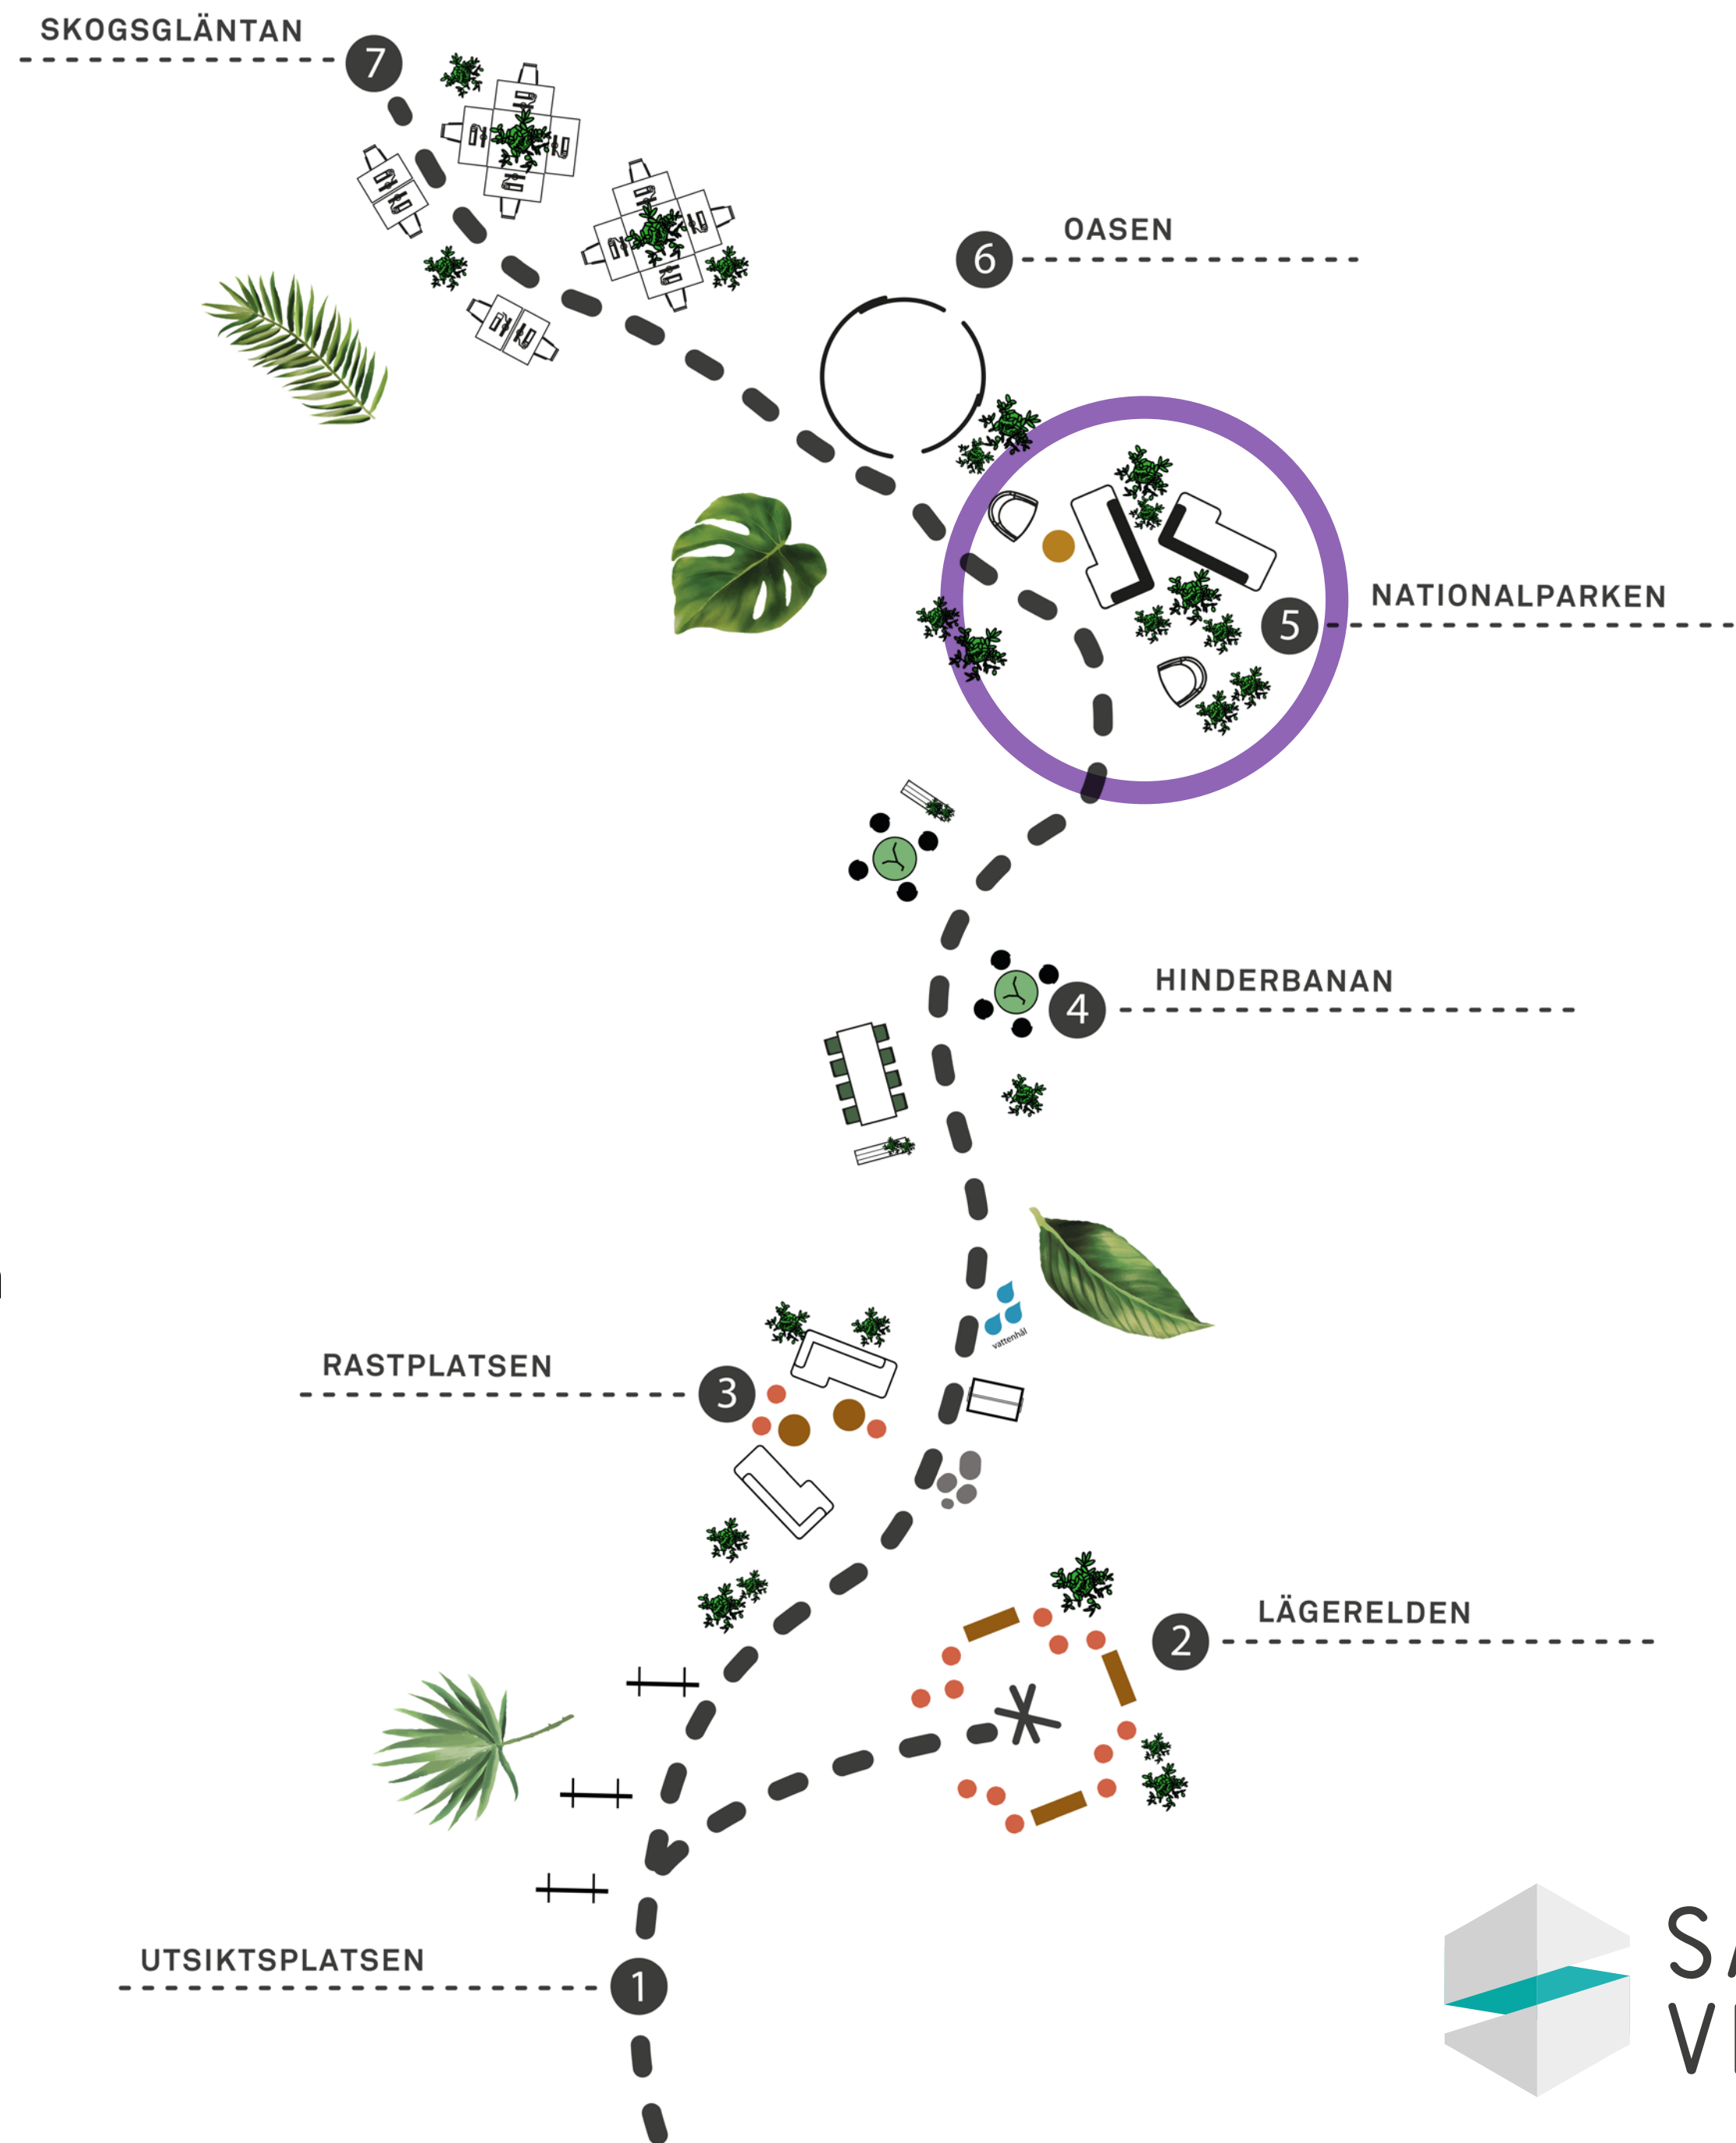 SKOGSGLÄNTAN
7
OASEN
6
NATIONALPARKEN
5
HINDERBANAN
4
vattenhål
RASTPLATSEN
3
LÄGERELDEN
2
UTSIKTSPLATSEN
1